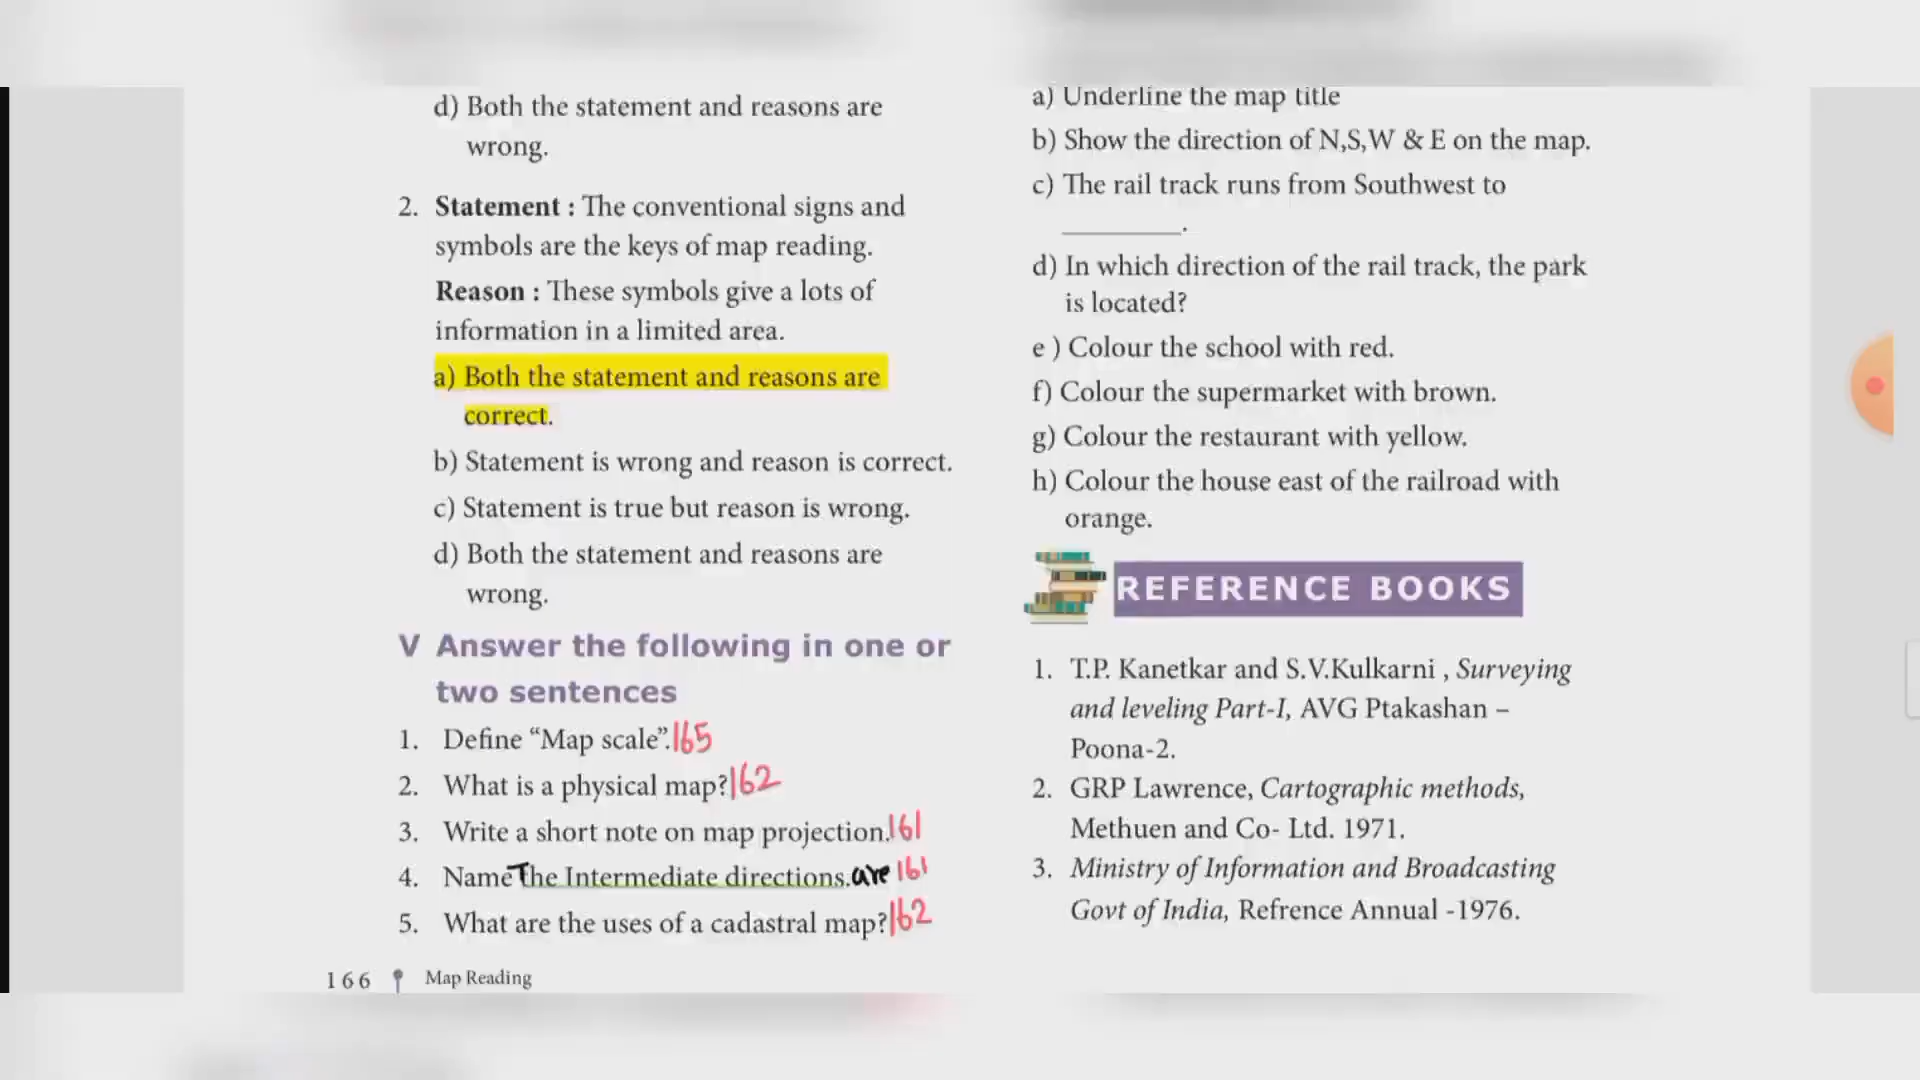 d) Both the statement and reasons are
wrong.
2. Statement : The conventional signs and
symbols are the keys of map reading.
Reason : These symbols give a lots of
information in a limited area.
a) Both the statement and reasons are
correct.
b) Statement is wrong and reason is correct.
c) Statement is true but reason is wrong.
d) Both the statement and reasons are
wrong.
V Answer the following in one or
two sentences
1. Define “Map scale”. 165
2. What is a physical map? 162
3. Write a short note on map projection. 161
4. Name The Intermediate directions. are 161
5. What are the uses of a cadastral map? 162
166 Map Reading
a) Underline the map title
b) Show the direction of N,S,W & E on the map.
c) The rail track runs from Southwest to
__________.
d) In which direction of the rail track, the park
is located?
e ) Colour the school with red.
f) Colour the supermarket with brown.
g) Colour the restaurant with yellow.
h) Colour the house east of the railroad with
orange.
REFERENCE BOOKS
1. T.P. Kanetkar and S.V.Kulkarni , Surveying
and leveling Part-I, AVG Ptakashan –
Poona-2.
2. GRP Lawrence, Cartographic methods,
Methuen and Co- Ltd. 1971.
3. Ministry of Information and Broadcasting
Govt of India, Refrence Annual -1976.